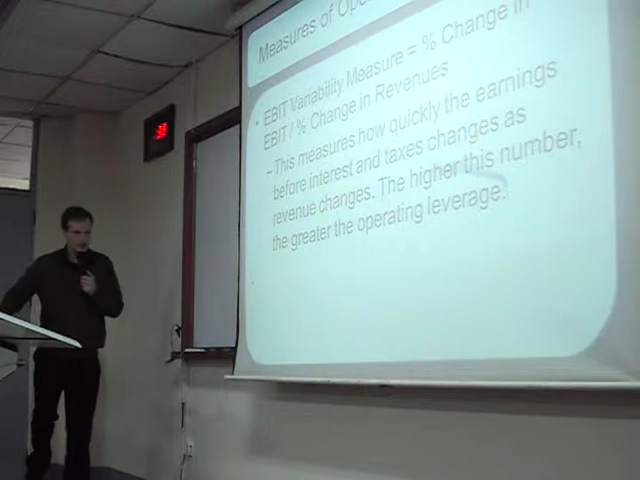 Measures of Ope
EBIT Variability Measure = % Change in
EBIT / % Change in Revenues
– This measures how quickly the earnings
before interest and taxes changes as
revenue changes. The higher this number,
the greater the operating leverage.